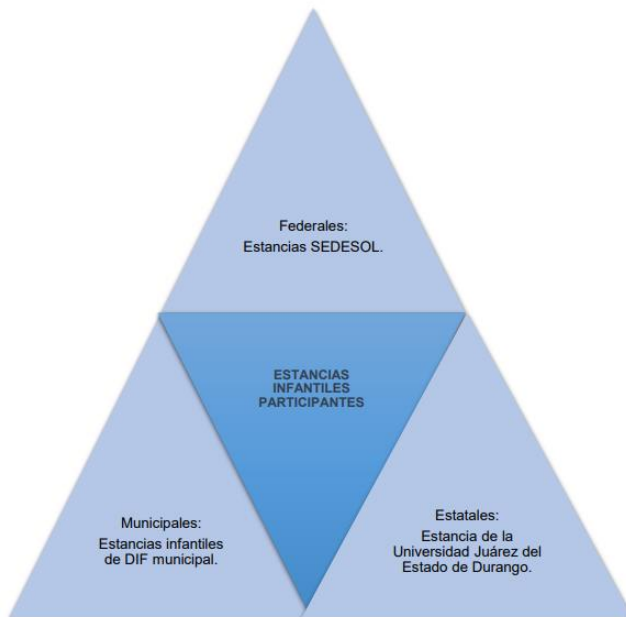 Federales:
Estancias SEDESOL.
ESTANCIAS
INFANTILES
PARTICIPANTES
Municipales:
Estancias infantiles
de DIF municipal.
Estatales:
Estancia de la
Universidad Juárez del
Estado de Durango.